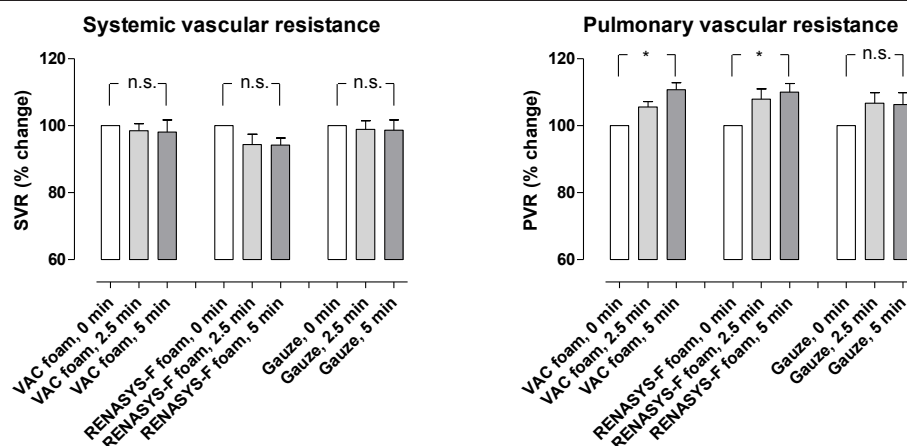 Systemic vascular resistance
120
100
80
60
SVR (% change)
n.s.
n.s.
n.s.
VAC foam, 0 min
VAC foam, 2.5 min
VAC foam, 5 min
RENASYS-F foam, 0 min
RENASYS-F foam, 2.5 min
RENASYS-F foam, 5 min
Gauze, 0 min
Gauze, 2.5 min
Gauze, 5 min
Pulmonary vascular resistance
120
100
80
60
PVR (% change)
*
*
n.s.
VAC foam, 0 min
VAC foam, 2.5 min
VAC foam, 5 min
RENASYS-F foam, 0 min
RENASYS-F foam, 2.5 min
RENASYS-F foam, 5 min
Gauze, 0 min
Gauze, 2.5 min
Gauze, 5 min